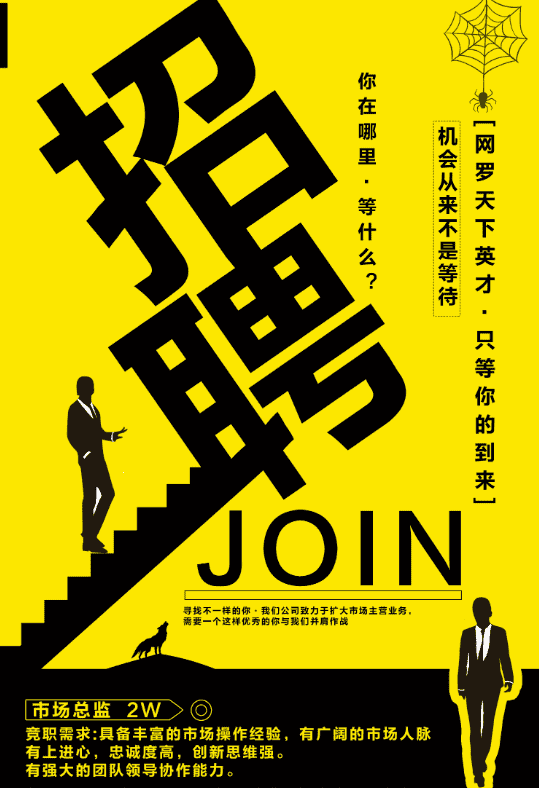 招聘
你在哪里·等什么?
机会从来不是等待
[网罗天下英才·只等你的到来]
JOIN
寻找不一样的你·我们公司致力于扩大市场主营业务,
需要一个这样优秀的你与我们并肩作战
市场总监 2W
竞职需求:具备丰富的市场操作经验，有广阔的市场人脉
有上进心，忠诚度高，创新思维强。
有强大的团队领导协作能力。